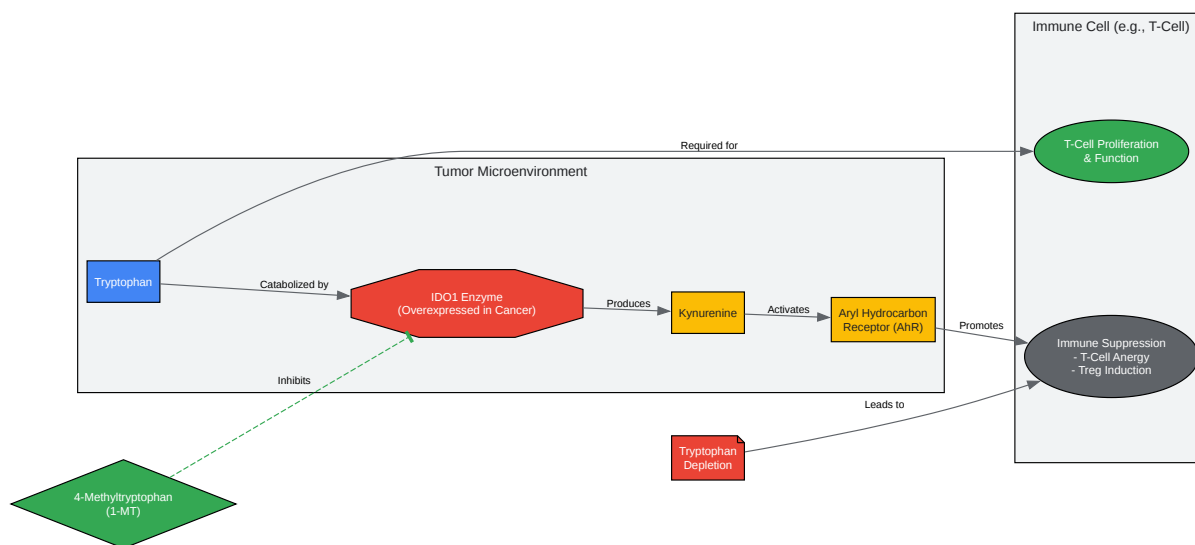 Immune Cell (e.g., T-Cell)
T-Cell Proliferation
& Function
Required for
Tumor Microenvironment
Tryptophan
Catabolized by
IDO1 Enzyme
(Overexpressed in Cancer)
Produces
Kynurenine
Activates
Aryl Hydrocarbon
Receptor (AhR)
Promotes
Immune Suppression
- T-Cell Anergy
- Treg Induction
Inhibits
Leads to
Tryptophan
Depletion
4-Methyltryptophan
(1-MT)